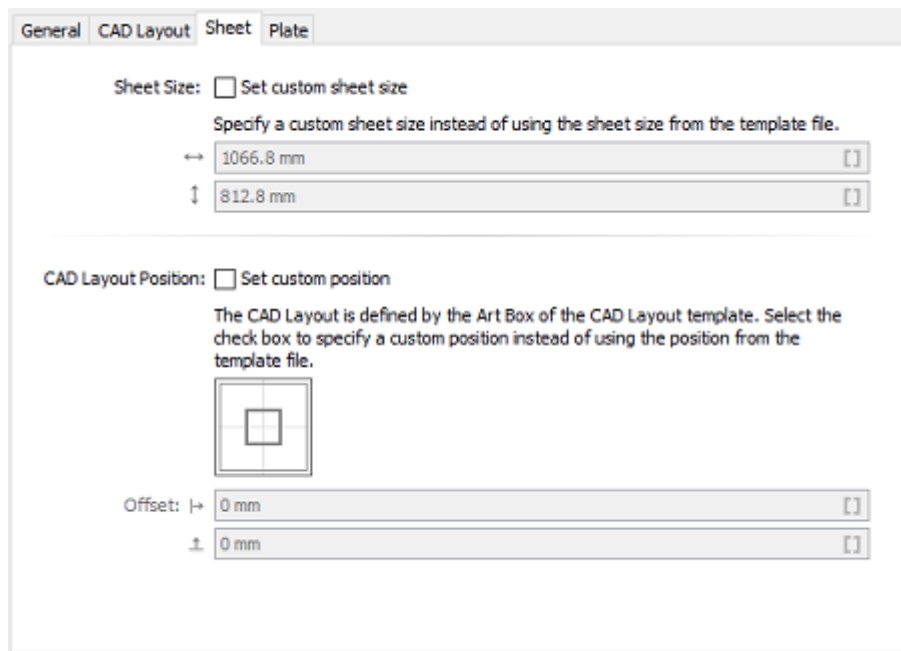 General CAD Layout Sheet Plate
Sheet Size: Set custom sheet size
Specify a custom sheet size instead of using the sheet size from the template file.
1066.8 mm []
812.8 mm []
CAD Layout Position: Set custom position
The CAD Layout is defined by the Art Box of the CAD Layout template. Select the
check box to specify a custom position instead of using the position from the
template file.
Offset: 0 mm []
0 mm []